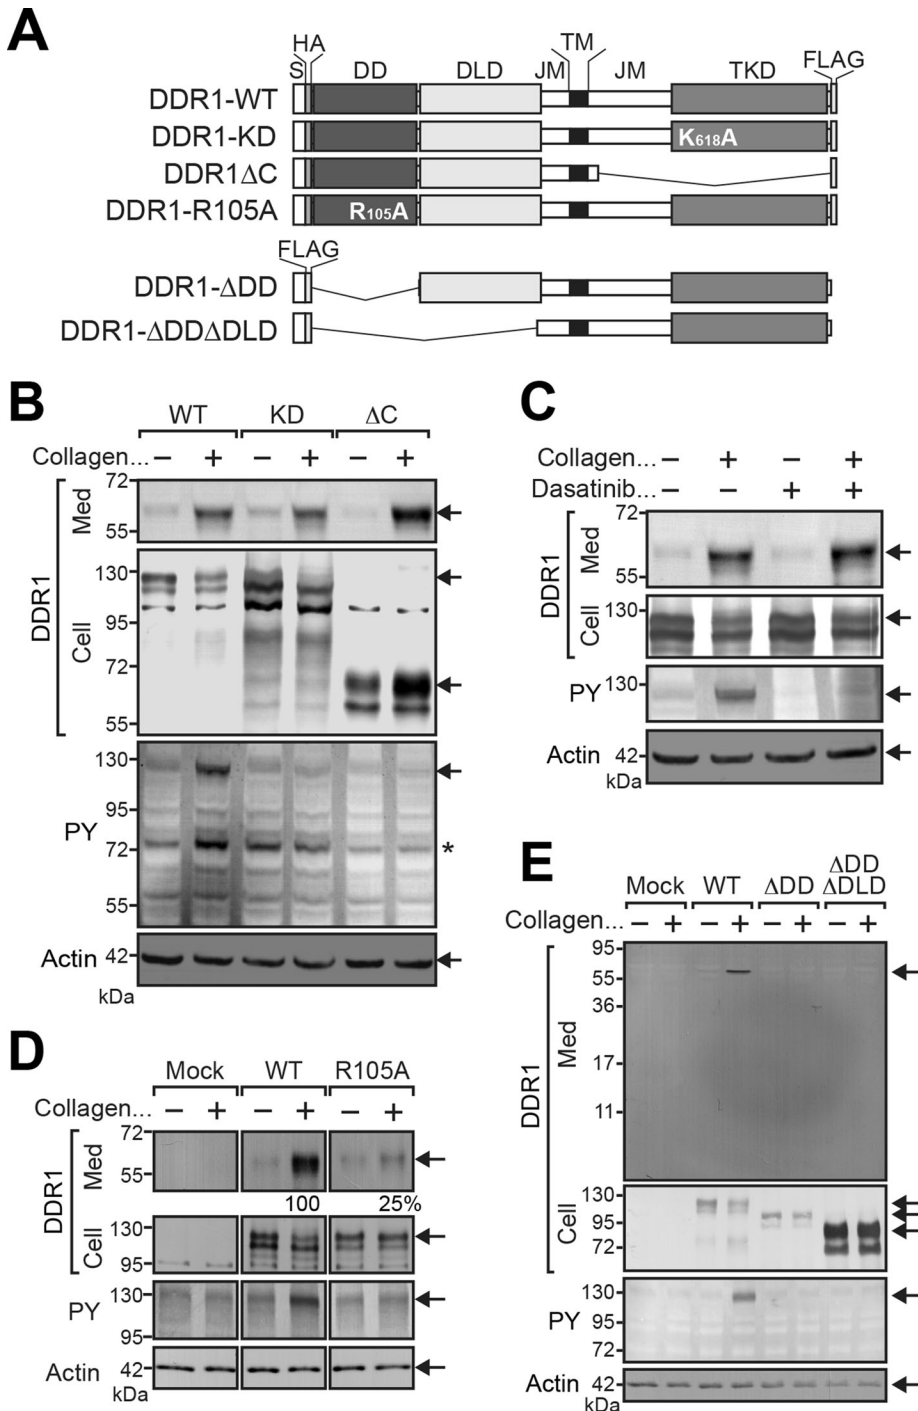 A
HA
TM
S DD DLD JM JM TKD FLAG
DDR1-WT
DDR1-KD K618A
DDR1ΔC
DDR1-R105A R105A
FLAG
DDR1-ΔDD
DDR1-ΔDDΔDLD
B
WT KD ΔC
Collagen... − + − + − +
DDR1
Med
72
55
Cell
130
95
72
55
PY
130
95
72
55
*
Actin 42
kDa
C
Collagen... − + − +
Dasatinib... − − + +
DDR1
Med
72
55
Cell
130
PY
130
Actin 42
kDa
D
Mock WT R105A
Collagen... − + − + − +
DDR1
Med
72
55
100 25%
Cell
130
95
PY
130
95
Actin 42
kDa
E
Mock WT ΔDD ΔDD
ΔDLD
Collagen... − + − + − + − +
DDR1
Med
95
55
36
17
11
Cell
130
95
72
PY
130
95
72
Actin 42
kDa